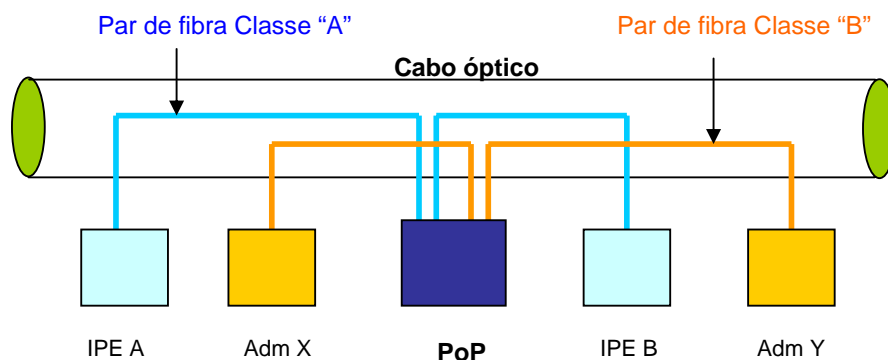 Par de fibra Classe “A”
Par de fibra Classe “B”
Cabo óptico
IPE A
Adm X
PoP
IPE B
Adm Y